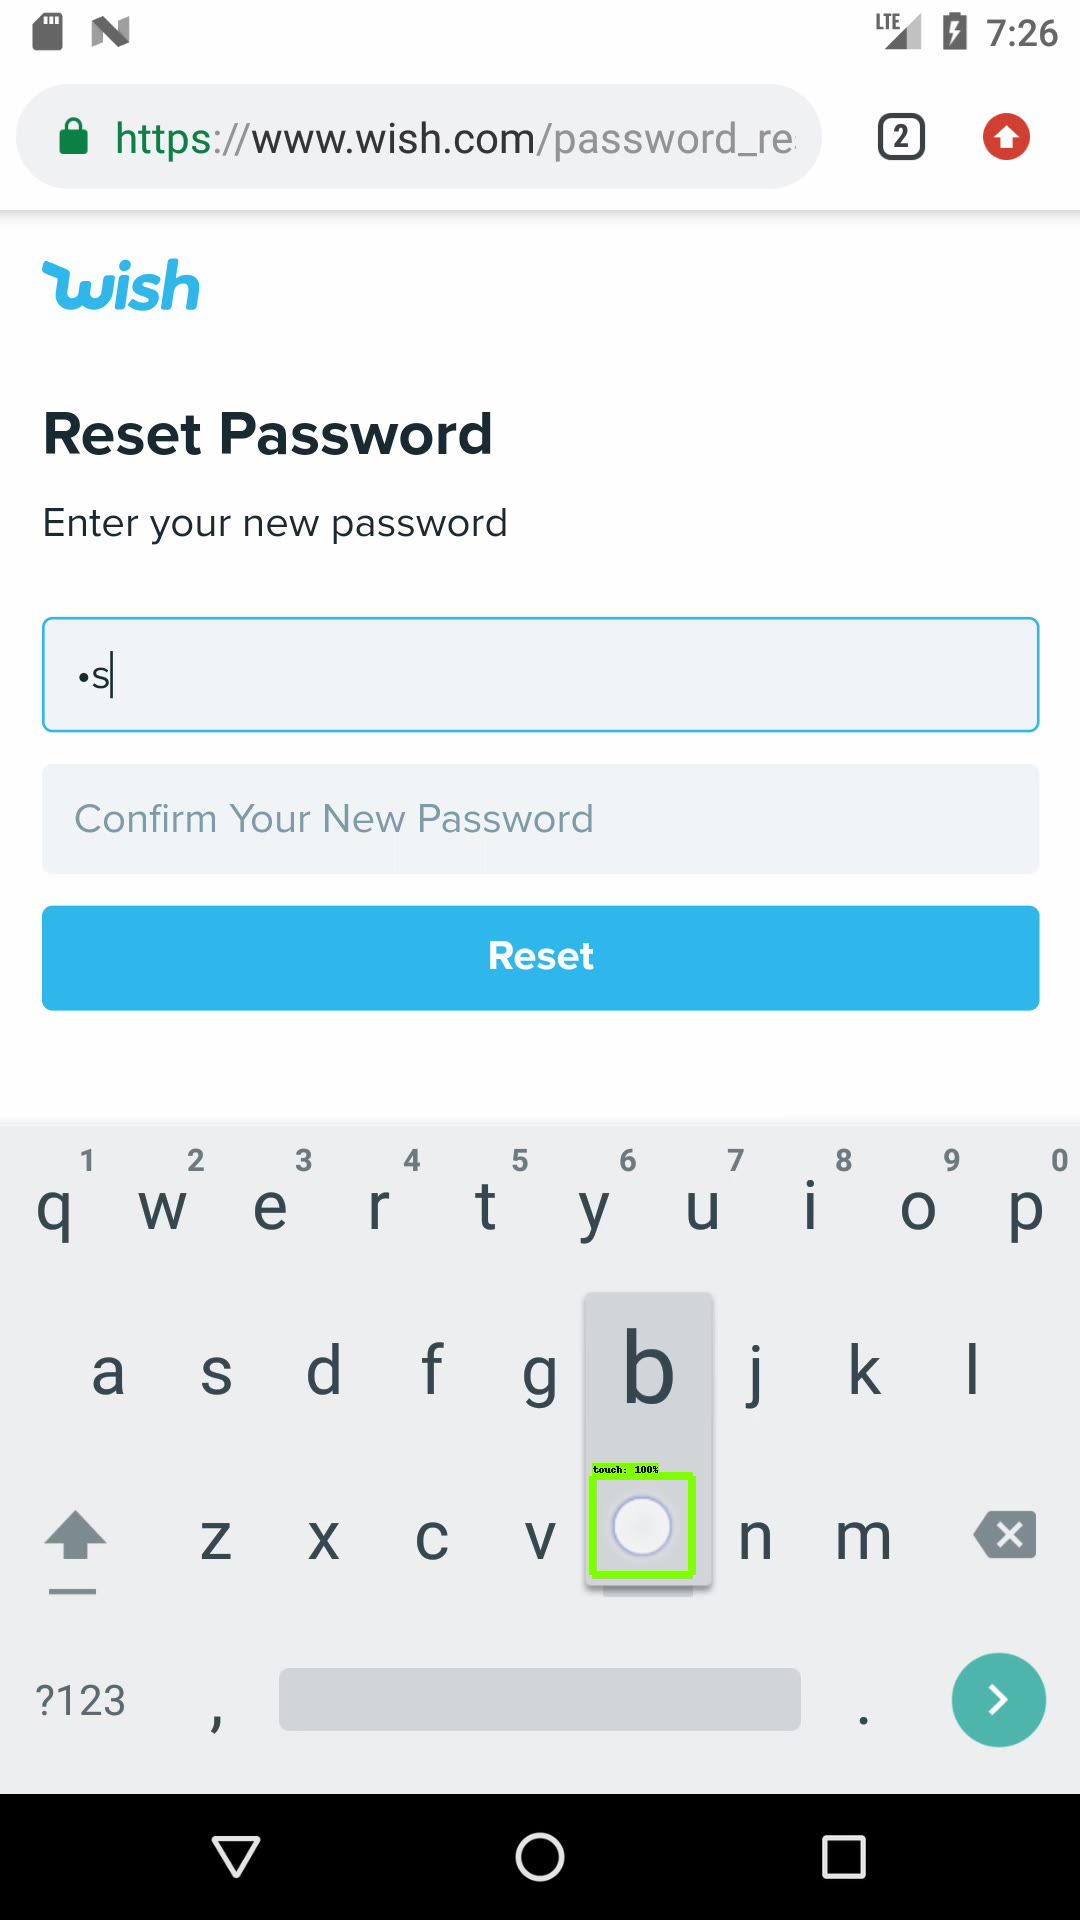 LTE 7:26
https://www.wish.com/password_re
2
wish
Reset Password
Enter your new password
•s
Confirm Your New Password
Reset
1 2 3 4 5 6 7 8 9 0
q w e r t y u i o p
a s d f g b j k l
touch: 100%
z x c v n m
?123 , .